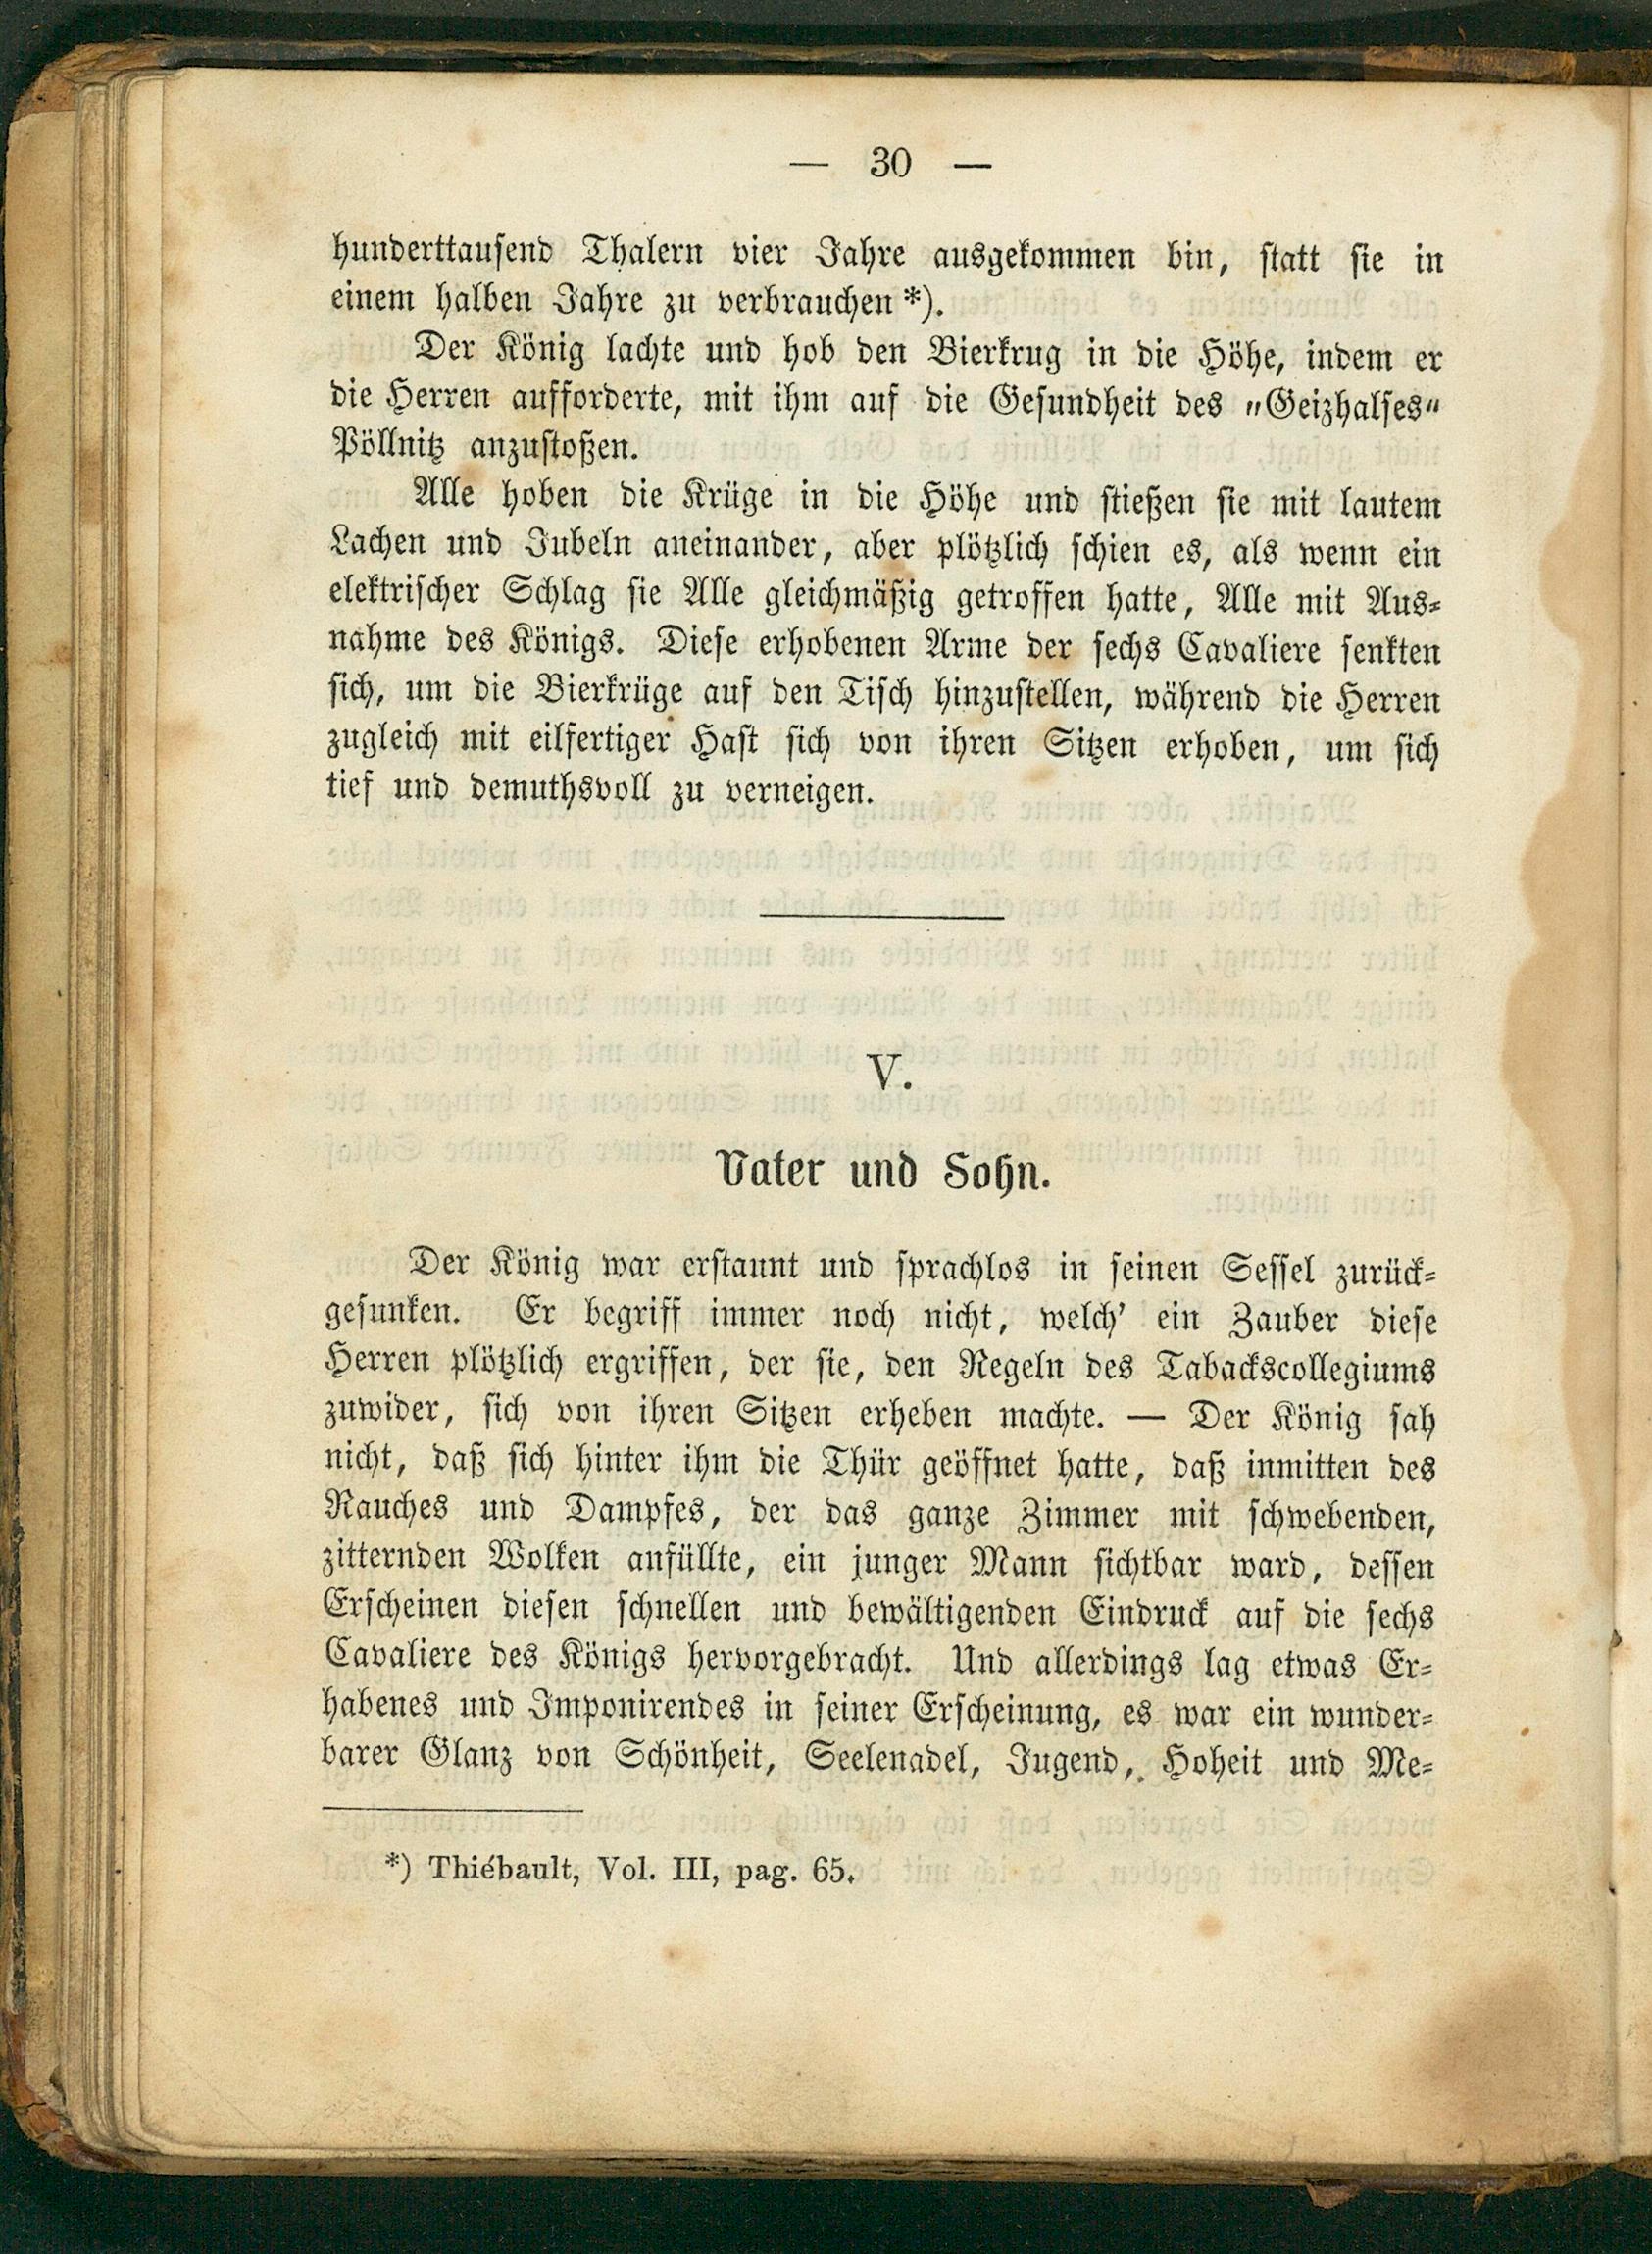 — 30 —
hunderttausend Thalern vier Jahre ausgekommen bin, statt sie in
einem halben Jahre zu verbrauchen *).
Der König lachte und hob den Bierkrug in die Höhe, indem er
die Herren aufforderte, mit ihm auf die Gesundheit des „Geizhalses“
Pöllnitz anzustoßen.
Alle hoben die Krüge in die Höhe und stießen sie mit lautem
Lachen und Jubeln aneinander, aber plötzlich schien es, als wenn ein
elektrischer Schlag sie Alle gleichmäßig getroffen hatte, Alle mit Aus-
nahme des Königs. Diese erhobenen Arme der sechs Cavaliere senkten
sich, um die Bierkrüge auf den Tisch hinzustellen, während die Herren
zugleich mit eilfertiger Hast sich von ihren Sitzen erhoben, um sich
tief und demuthsvoll zu verneigen.
V.
Vater und Sohn.
Der König war erstaunt und sprachlos in seinen Sessel zurück-
gesunken. Er begriff immer noch nicht, welch' ein Zauber diese
Herren plötzlich ergriffen, der sie, den Regeln des Tabackscollegiums
zuwider, sich von ihren Sitzen erheben machte. — Der König sah
nicht, daß sich hinter ihm die Thür geöffnet hatte, daß inmitten des
Rauches und Dampfes, der das ganze Zimmer mit schwebenden,
zitternden Wolken anfüllte, ein junger Mann sichtbar ward, dessen
Erscheinen diesen schnellen und bewältigenden Eindruck auf die sechs
Cavaliere des Königs hervorgebracht. Und allerdings lag etwas Er-
habenes und Imponirendes in seiner Erscheinung, es war ein wunder-
barer Glanz von Schönheit, Seelenadel, Jugend, Hoheit und Me-
*) Thiébault, Vol. III, pag. 65.